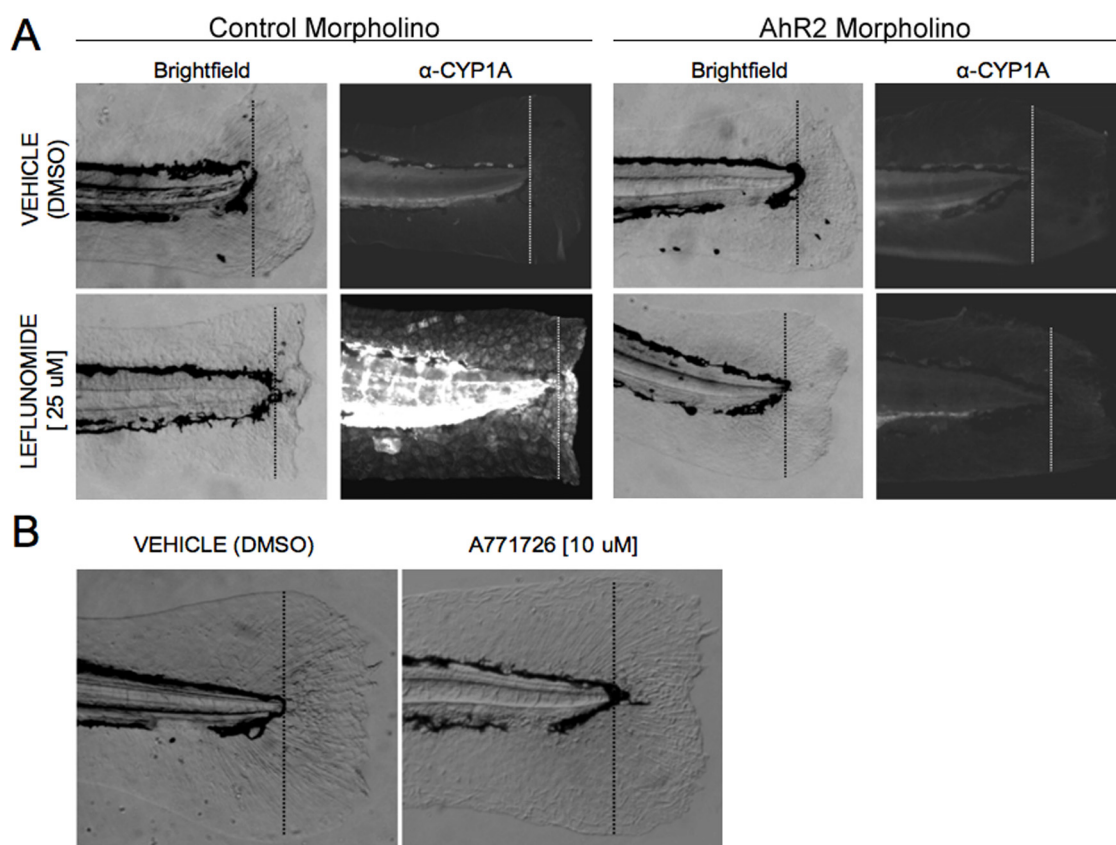 A
Control Morpholino
AhR2 Morpholino
Brightfield
α-CYP1A
Brightfield
α-CYP1A
VEHICLE
(DMSO)
LEFLUNOMIDE
[25 uM]
B
VEHICLE (DMSO)
A771726 [10 uM]